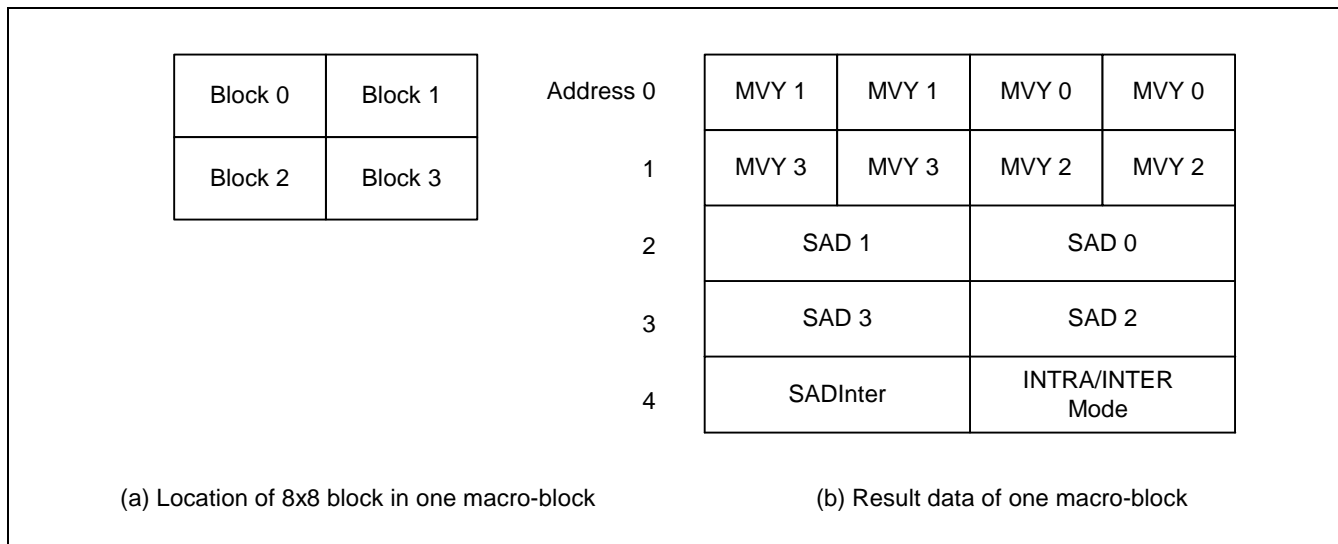 Block 0 Block 1
Block 2 Block 3
Address 0 MVY 1 MVY 1 MVY 0 MVY 0
1 MVY 3 MVY 3 MVY 2 MVY 2
2 SAD 1 SAD 0
3 SAD 3 SAD 2
4 SADInter INTRA/INTER
Mode
(a) Location of 8x8 block in one macro-block
(b) Result data of one macro-block